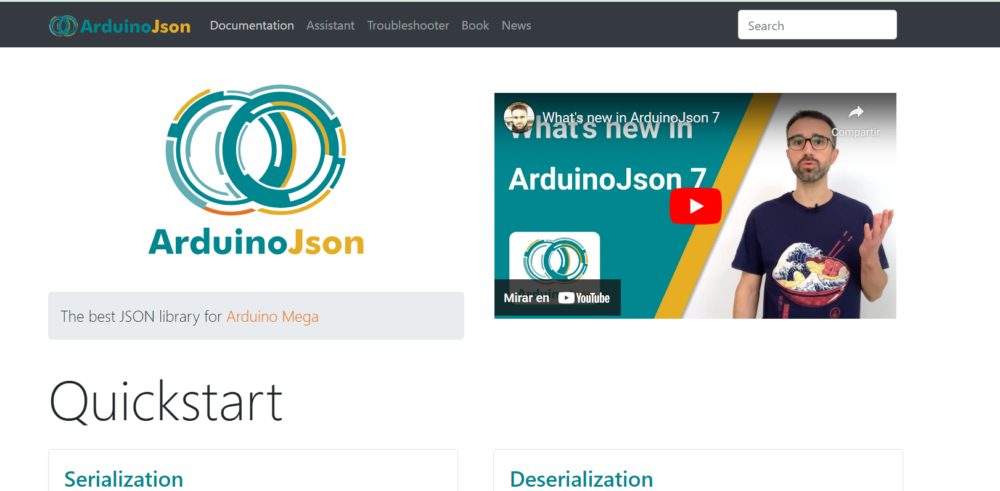 ArduinoJson Documentation Assistant Troubleshooter Book News Search
What's new in ArduinoJson 7
Compartir
What's new in
ArduinoJson 7
ArduinoJson
Mirar en YouTube
The best JSON library for Arduino Mega
Quickstart
Serialization
Deserialization